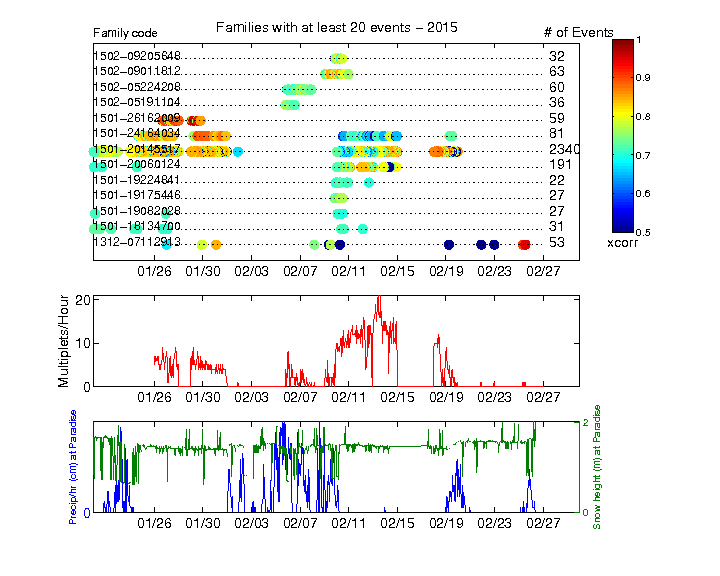 Families with at least 20 events − 2015
Family code
# of Events
1502−09205648 32
1502−09011812 63
1502−05224208 60
1502−05191104 36
1501−26162009 59
1501−24164034 81
1501−20145517 2340
1501−20060124 191
1501−19224841 22
1501−19175446 27
1501−19082028 27
1501−18134700 31
1312−07112913 53
01/26 01/30 02/03 02/07 02/11 02/15 02/19 02/23 02/27
1
0.9
0.8
0.7
0.6
0.5
xcorr
Multiplets/Hour
20
10
0
01/26 01/30 02/03 02/07 02/11 02/15 02/19 02/23 02/27
Precip/hr (cm) at Paradise
2
0
01/26 01/30 02/03 02/07 02/11 02/15 02/19 02/23 02/27
2
0
Snow height (m) at Paradise